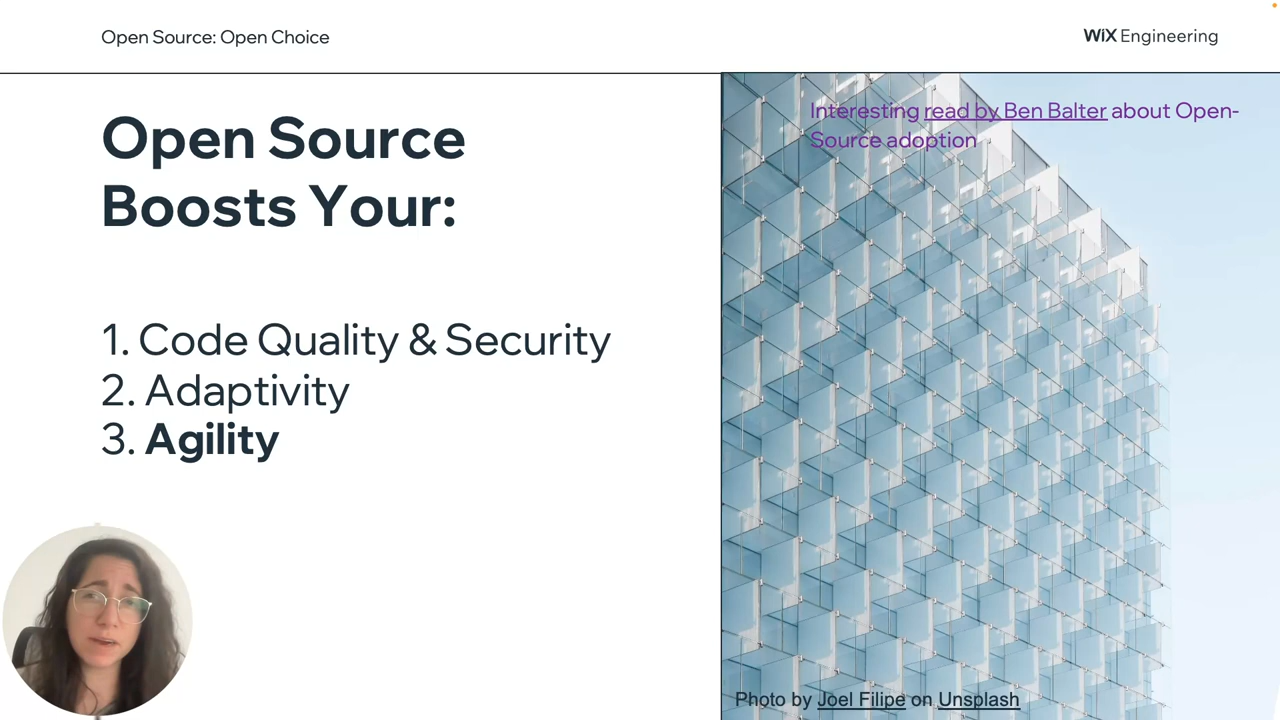 Open Source: Open Choice
WiX Engineering
Open Source
Boosts Your:
1. Code Quality & Security
2. Adaptivity
3. Agility
Interesting read by Ben Balter about Open-
Source adoption
Photo by Joel Filipe on Unsplash